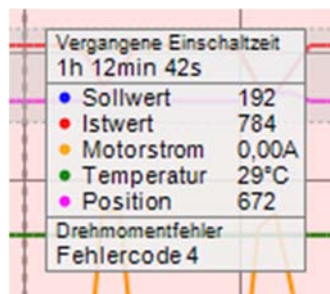 Vergangene Einschaltzeit
1h 12min 42s
Sollwert 192
Istwert 784
Motorstrom 0,00A
Temperatur 29°C
Position 672
Drehmomentfehler
Fehlercode 4